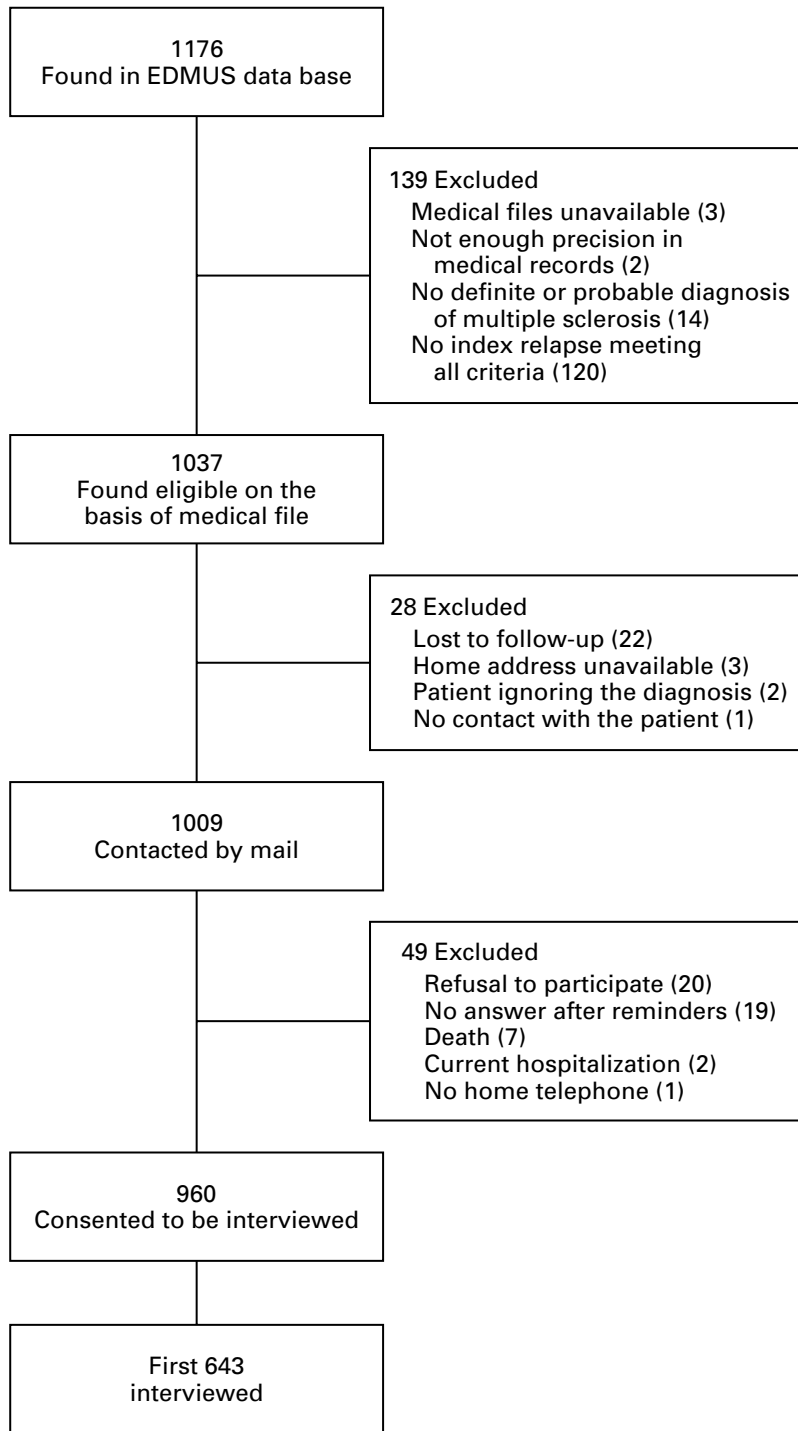 1176
Found in EDMUS data base
139 Excluded
Medical files unavailable (3)
Not enough precision in
medical records (2)
No definite or probable diagnosis
of multiple sclerosis (14)
No index relapse meeting
all criteria (120)
1037
Found eligible on the
basis of medical file
28 Excluded
Lost to follow-up (22)
Home address unavailable (3)
Patient ignoring the diagnosis (2)
No contact with the patient (1)
1009
Contacted by mail
49 Excluded
Refusal to participate (20)
No answer after reminders (19)
Death (7)
Current hospitalization (2)
No home telephone (1)
960
Consented to be interviewed
First 643
interviewed